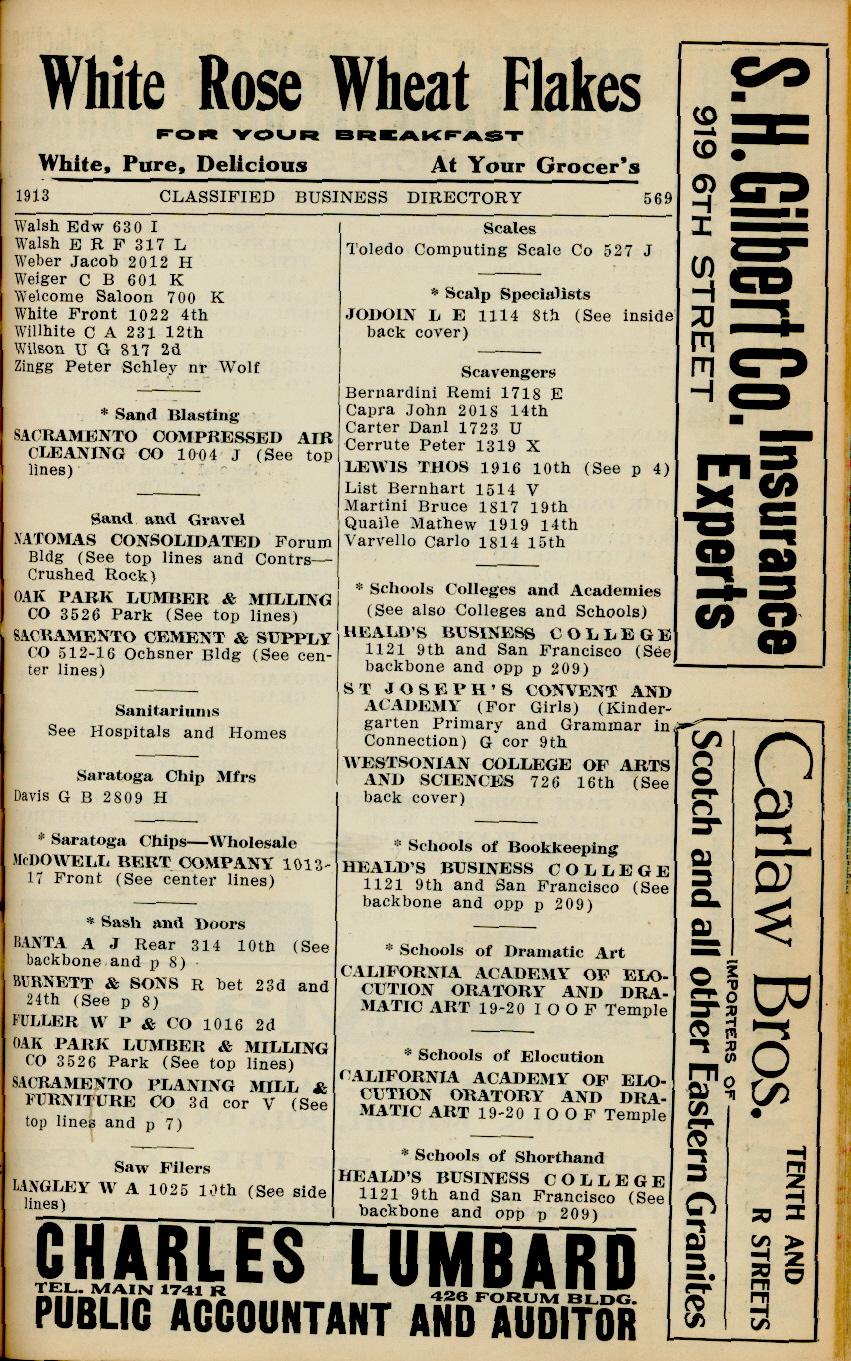 White Rose Wheat Flakes
FOR YOUR BREAKFAST
White, Pure, Delicious At Your Grocer's
1913 CLASSIFIED BUSINESS DIRECTORY 569
Walsh Edw 630 I
Walsh E R F 317 L
Weber Jacob 2012 H
Weiger C B 601 K
Welcome Saloon 700 K
White Front 1022 4th
Willhite C A 231 12th
Wilson U G 817 2d
Zingg Peter Schley nr Wolf
* Sand Blasting
SACRAMENTO COMPRESSED AIR
CLEANING CO 1004 J (See top
lines)
Sand and Gravel
NATOMAS CONSOLIDATED Forum
Bldg (See top lines and Contrs—
Crushed Rock)
OAK PARK LUMBER & MILLING
CO 3526 Park (See top lines)
SACRAMENTO CEMENT & SUPPLY
CO 512-16 Ochsner Bldg (See cen-
ter lines)
Sanitariums
See Hospitals and Homes
Saratoga Chip Mfrs
Davis G B 2809 H
* Saratoga Chips—Wholesale
McDOWELL BERT COMPANY 1013-
17 Front (See center lines)
* Sash and Doors
BANTA A J Rear 314 10th (See
backbone and p 8)
BURNETT & SONS R bet 23d and
24th (See p 8)
FULLER W P & CO 1016 2d
OAK PARK LUMBER & MILLING
CO 3526 Park (See top lines)
SACRAMENTO PLANING MILL &
FURNITURE CO 3d cor V (See
top lines and p 7)
Saw Filers
LANGLEY W A 1025 10th (See side
lines)
Scales
Toledo Computing Scale Co 527 J
* Scalp Specialists
JODOIN L E 1114 8th (See inside
back cover)
Scavengers
Bernardini Remi 1718 E
Capra John 2018 14th
Carter Danl 1723 U
Cerrute Peter 1319 X
LEWIS THOS 1916 10th (See p 4)
List Bernhart 1514 V
Martini Bruce 1817 19th
Quaile Mathew 1919 14th
Varvello Carlo 1814 15th
* Schools Colleges and Academies
(See also Colleges and Schools)
HEALD'S BUSINESS COLLEGE
1121 9th and San Francisco (See
backbone and opp p 209)
ST JOSEPH'S CONVENT AND
ACADEMY (For Girls) (Kinder-
garten Primary and Grammar in
Connection) G cor 9th
WESTSONIAN COLLEGE OF ARTS
AND SCIENCES 726 16th (See
back cover)
* Schools of Bookkeeping
HEALD'S BUSINESS COLLEGE
1121 9th and San Francisco (See
backbone and opp p 209)
* Schools of Dramatic Art
CALIFORNIA ACADEMY OF ELO-
CUTION ORATORY AND DRA-
MATIC ART 19-20 I O O F Temple
* Schools of Elocution
CALIFORNIA ACADEMY OF ELO-
CUTION ORATORY AND DRA-
MATIC ART 19-20 I O O F Temple
* Schools of Shorthand
HEALD'S BUSINESS COLLEGE
1121 9th and San Francisco (See
backbone and opp p 209)
S. H. Gilbert Co. Insurance
919 6TH STREET Experts
Carlaw Bros. TENTH AND
R STREETS
IMPORTERS OF
Scotch and all other Eastern Granites
CHARLES LUMBARD
TEL. MAIN 1741 R 426 FORUM BLDG.
PUBLIC ACCOUNTANT AND AUDITOR